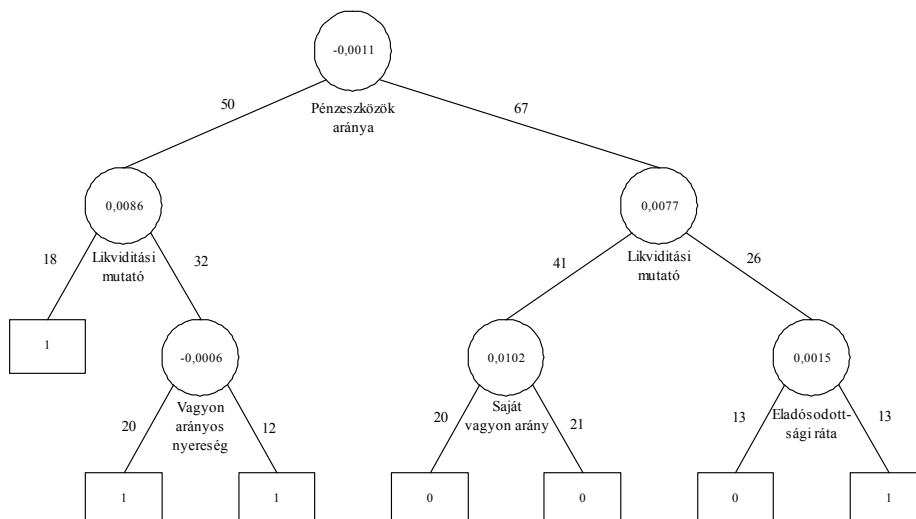 -0,0011
Pénzeszközök
aránya
50
67
0,0086
0,0077
Likviditási
mutató
Likviditási
mutató
18
32
41
26
1
-0,0006
0,0102
0,0015
Vagyon
arányos
nyereség
Saját
vagyon arány
Eladósodott-
sági ráta
20
12
20
21
13
13
1
1
0
0
0
1